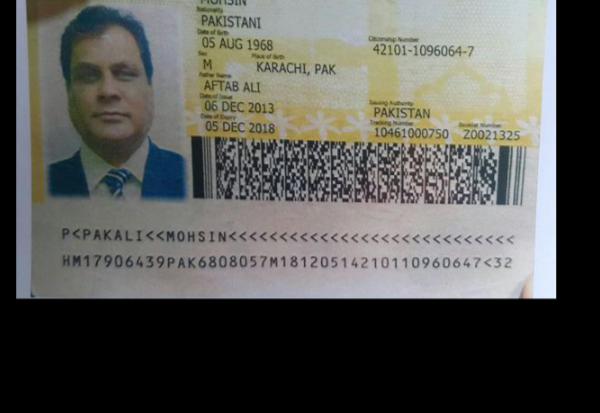 MOHSIN
Nationality
PAKISTANI
Date of Birth
05 AUG 1968
Citizenship Number
42101-1096064-7
Sex
Place of Birth
M
KARACHI, PAK
Father Name
AFTAB ALI
Date of Issue
06 DEC 2013
Issuing Authority
PAKISTAN
Date of Expiry
05 DEC 2018
Tracking Number
10461000750
Booklet Number
Z0021325
P<PAKALI<<MOHSIN<<<<<<<<<<<<<<<<<<<<<<<<<<<<
HM17906439PAK6808057M18120514210110960647<32